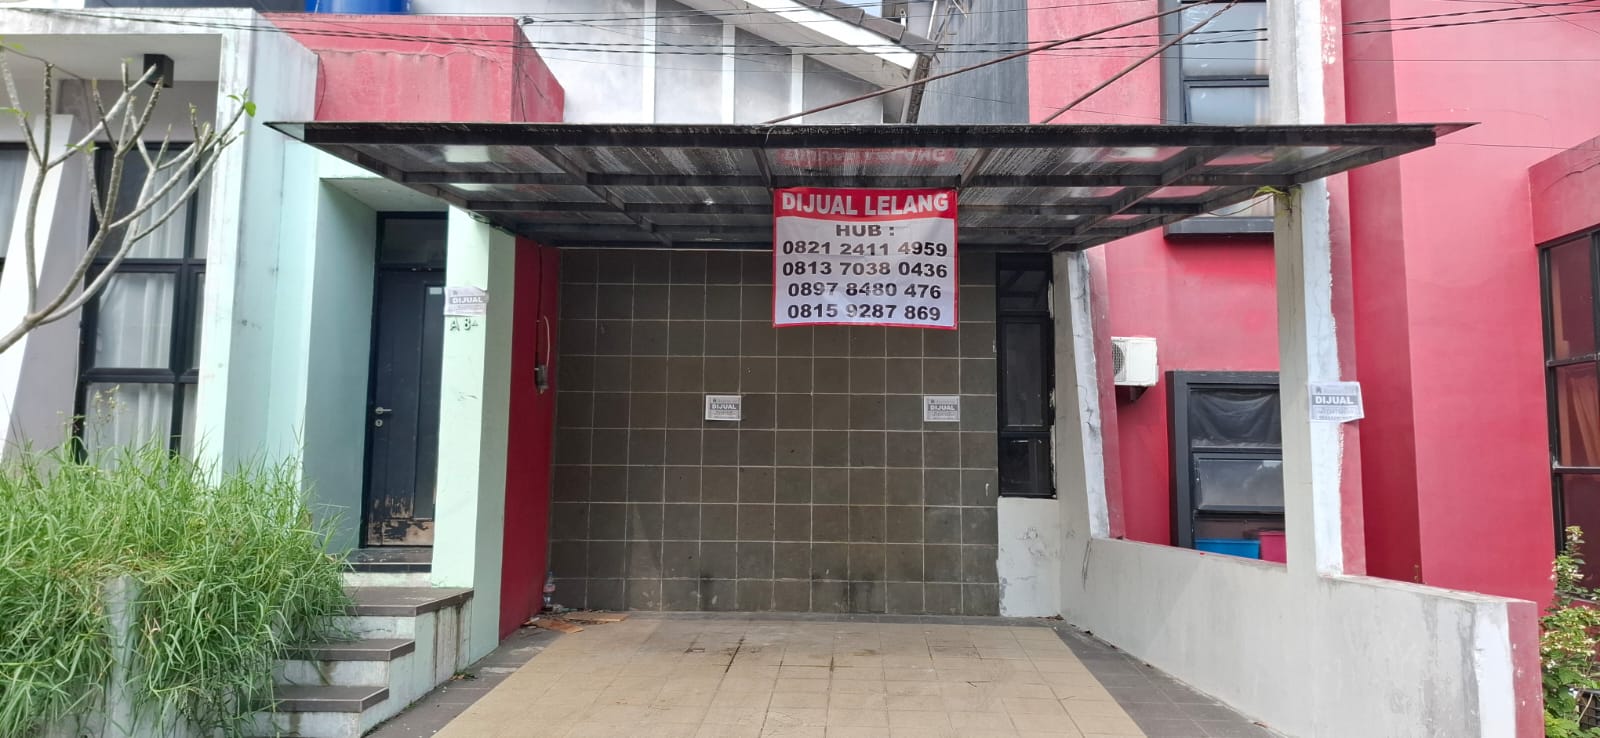 DIJUAL LELANG
HUB :
0821 2411 4959
0813 7038 0436
0897 8480 476
0815 9287 869
DIJUAL
A 8
DIJUAL
DIJUAL
DIJUAL